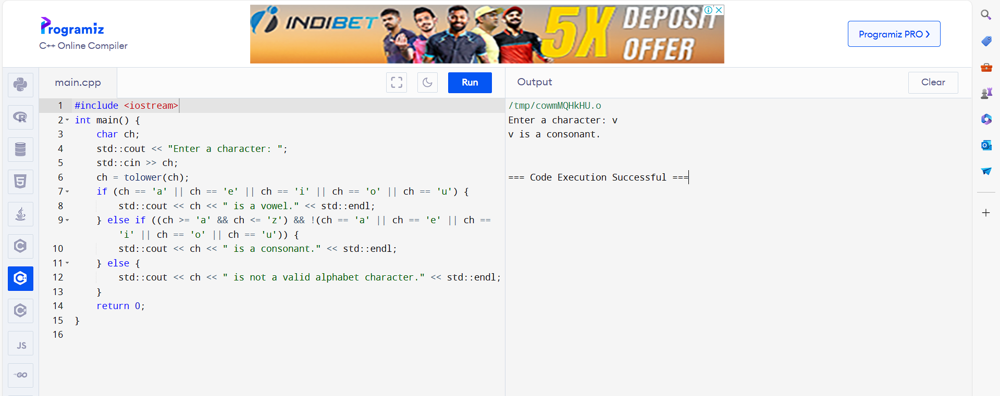 Programiz
C++ Online Compiler
INDIBET
5X
DEPOSIT
OFFER
Programiz PRO
main.cpp
Run
Output
Clear
1 #include <iostream>
2 int main() {
3     char ch;
4     std::cout << "Enter a character: ";
5     std::cin >> ch;
6     ch = tolower(ch);
7     if (ch == 'a' || ch == 'e' || ch == 'i' || ch == 'o' || ch == 'u') {
8         std::cout << ch << " is a vowel." << std::endl;
9     } else if ((ch >= 'a' && ch <= 'z') && !(ch == 'a' || ch == 'e' || ch ==
'i' || ch == 'o' || ch == 'u')) {
10         std::cout << ch << " is a consonant." << std::endl;
11     } else {
12         std::cout << ch << " is not a valid alphabet character." << std::endl;
13     }
14     return 0;
15 }
16
/tmp/cowmMQHkHU.o
Enter a character: v
v is a consonant.
=== Code Execution Successful ===
R
5
C
C++
C#
JS
GO